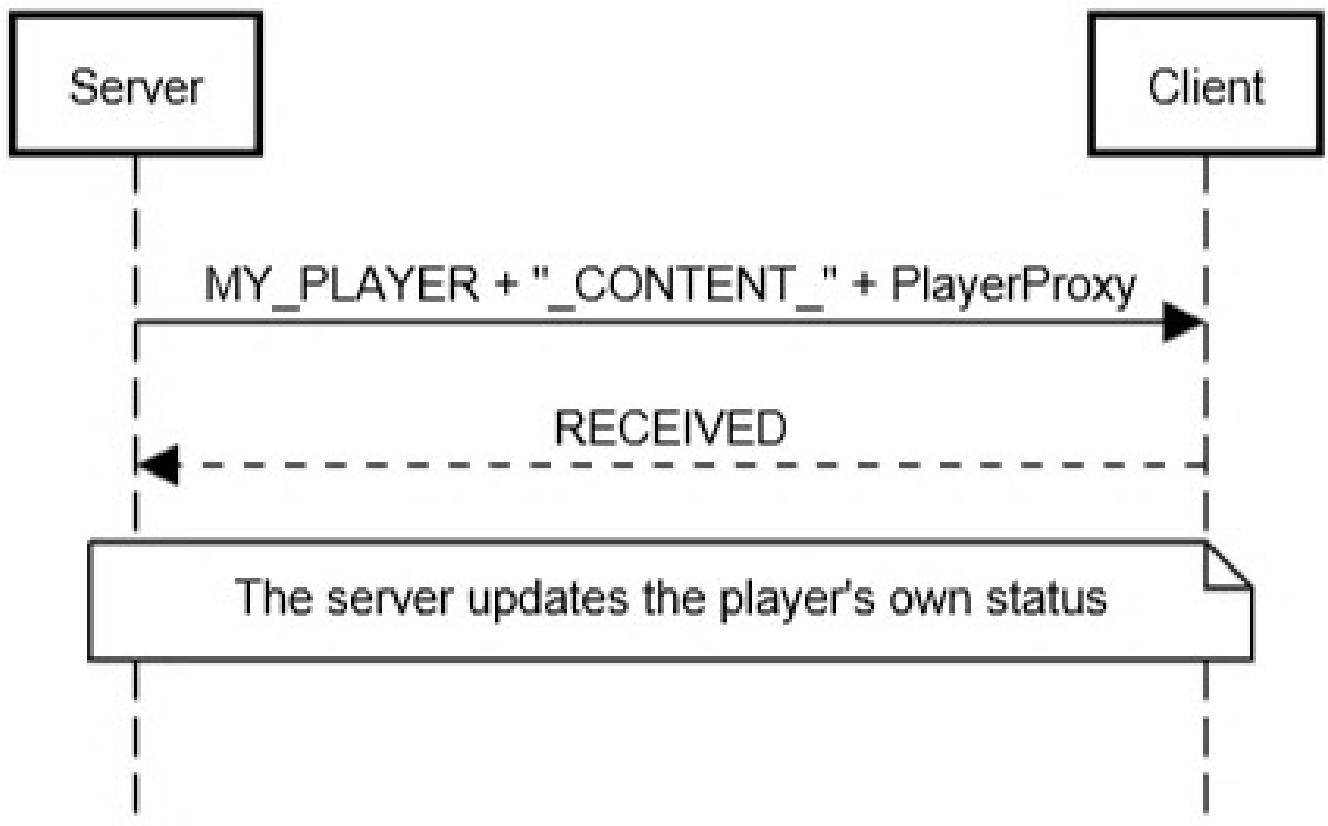 Server
Client
MY_PLAYER + "_CONTENT_" + PlayerProxy
RECEIVED
The server updates the player's own status